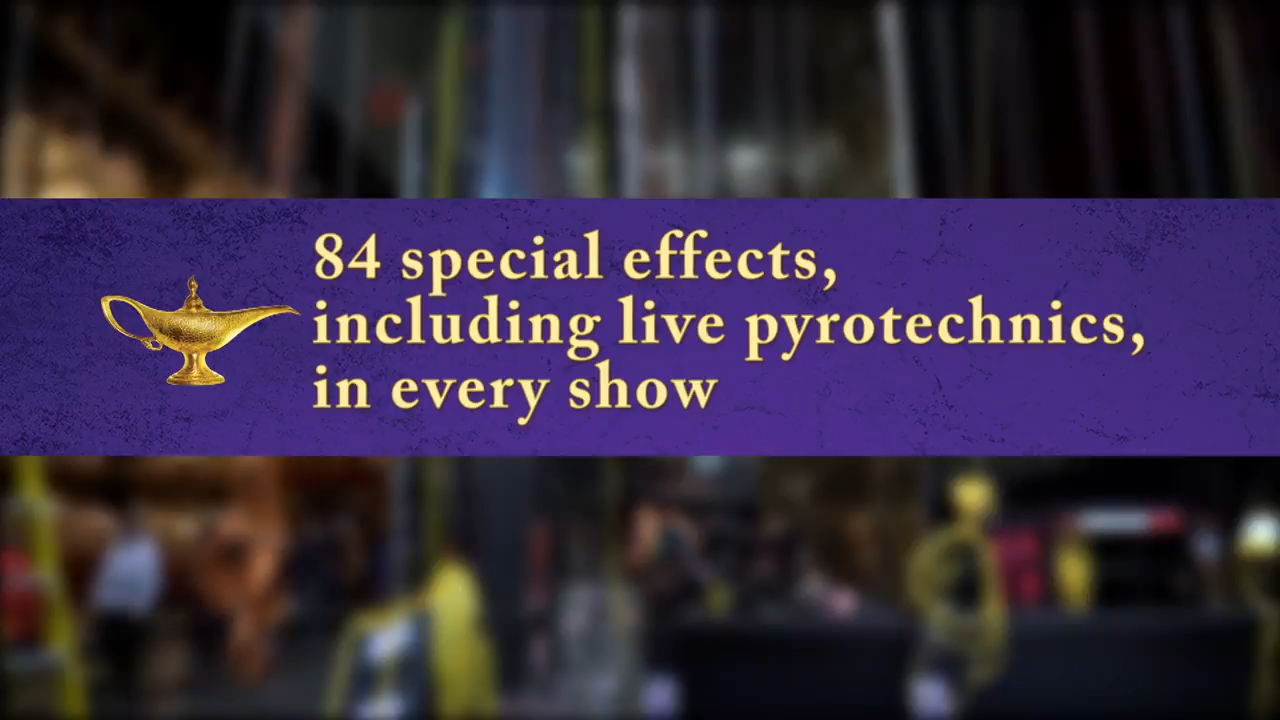 84 special effects,
including live pyrotechnics,
in every show